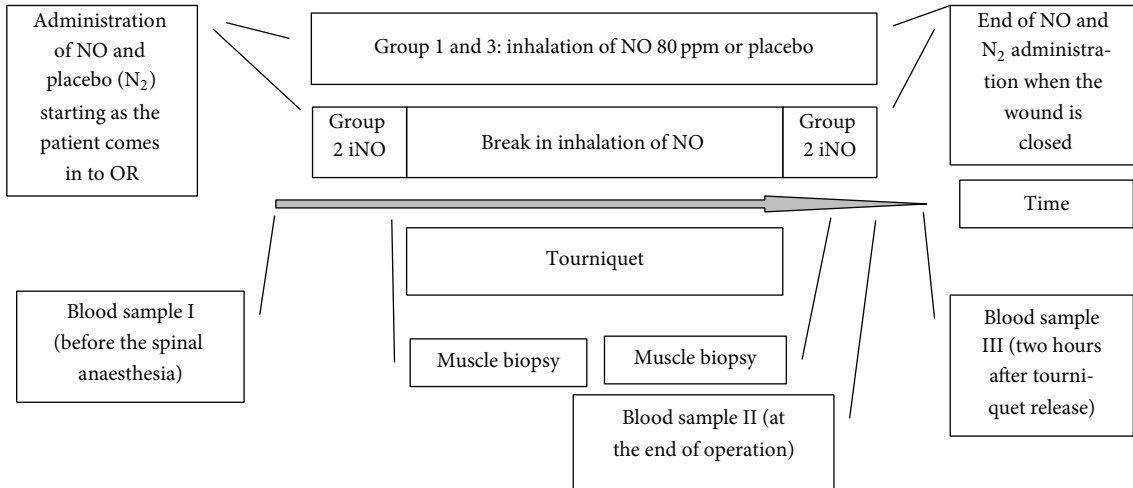 Administration
of NO and
placebo (N₂)
starting as the
patient comes
in to OR
Group 1 and 3: inhalation of NO 80 ppm or placebo
End of NO and
N₂ administra-
tion when the
wound is
closed
Group
2 iNO
Break in inhalation of NO
Group
2 iNO
Time
Tourniquet
Blood sample I
(before the spinal
anaesthesia)
Muscle biopsy
Muscle biopsy
Blood sample II (at
the end of operation)
Blood sample
III (two hours
after tourni-
quet release)